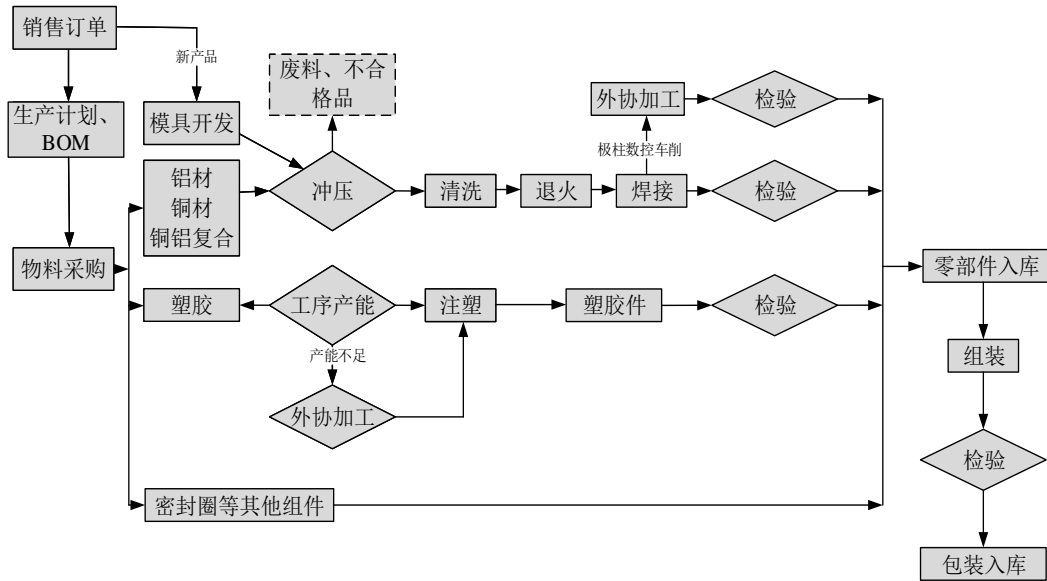 销售订单
新产品
废料、不合
格品
外协加工
检验
生产计划、
BOM
模具开发
极柱数控车削
铝材
铜材
铜铝复合
冲压
清洗
退火
焊接
检验
物料采购
零部件入库
塑胶
工序产能
注塑
塑胶件
检验
产能不足
组装
外协加工
检验
密封圈等其他组件
包装入库